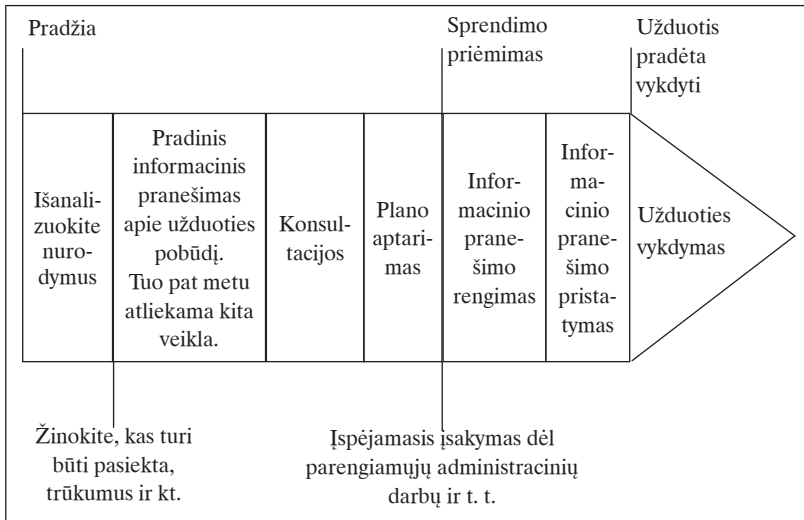 Pradžia
Sprendimo
priėmimas
Užduotis
pradėta
vykdyti
Išanali-
zuokite
nuro-
dymus
Pradinis
informacinis
pranešimas
apie užduoties
pobūdį.
Tuo pat metu
atliekama kita
veikla.
Konsul-
tacijos
Plano
aptari-
mas
Infor-
macinio
prane-
šimo
rengimas
Infor-
ma-
cinio
prane-
šimo
prista-
tymas
Užduoties
vykdymas
Žinokite, kas turi
būti pasiekta,
trūkumus ir kt.
Įspėjamasis įsakymas dėl
parengiamųjų administracinių
darbų ir t. t.